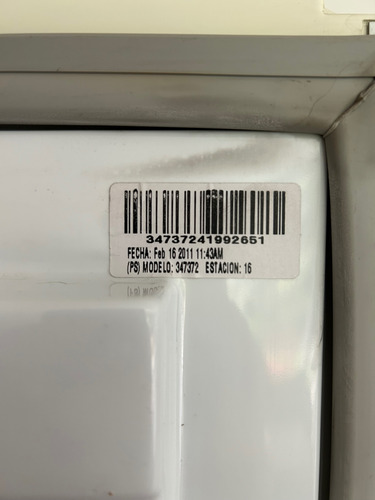 34737241992651
FECHA: Feb 16 2011 11:43AM
(PS) MODELO: 347372 ESTACION: 16